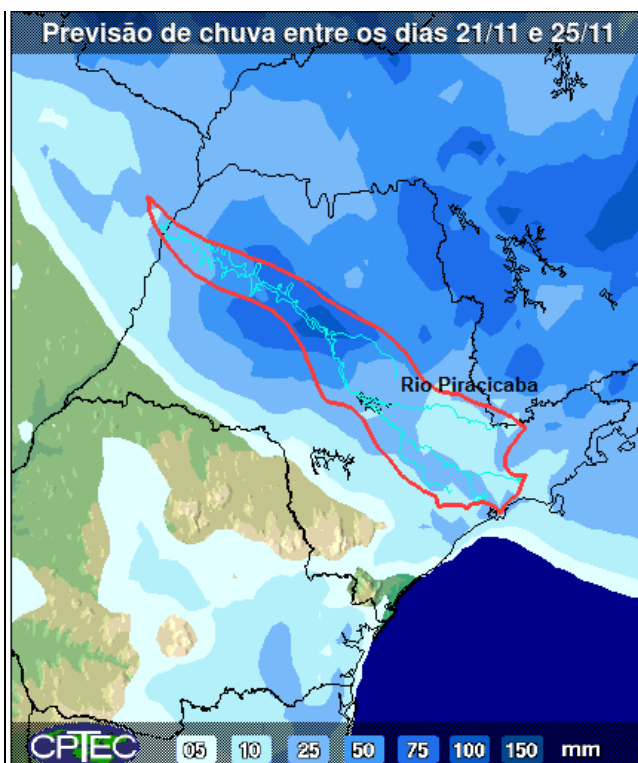 Previsão de chuva entre os dias 21/11 e 25/11
Rio Piracicaba
CPTEC 05 10 25 50 75 100 150 mm